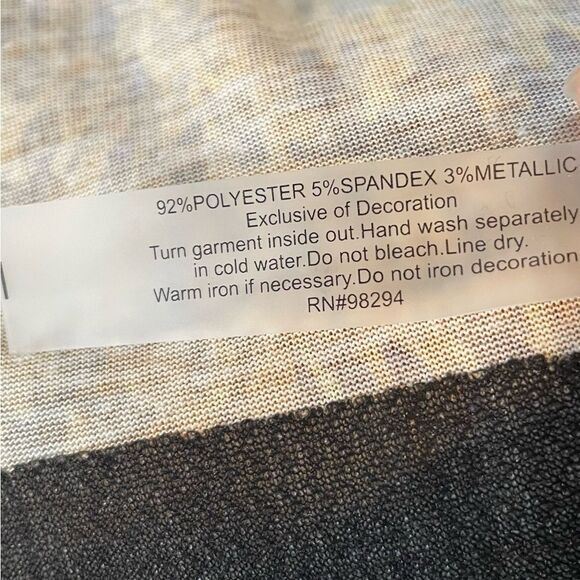 92%POLYESTER 5%SPANDEX 3%METALLIC
Exclusive of Decoration
Turn garment inside out.Hand wash separately
in cold water.Do not bleach.Line dry.
Warm iron if necessary.Do not iron decoration
RN#98294